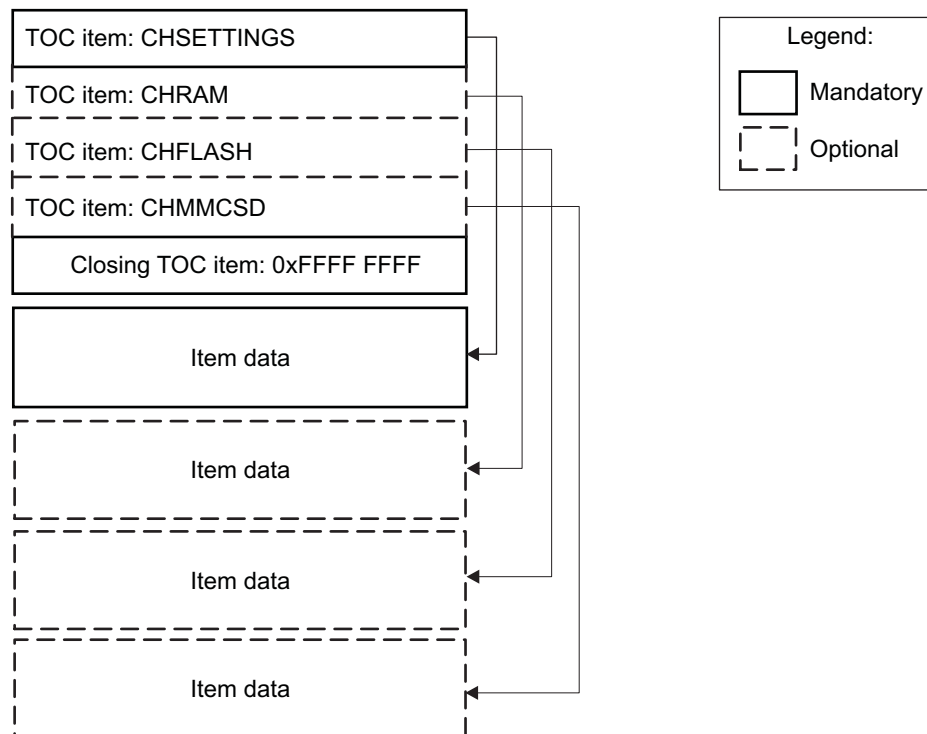 TOC item: CHSETTINGS
TOC item: CHRAM
TOC item: CHFLASH
TOC item: CHMMCSD
Closing TOC item: 0xFFFF FFFF
Item data
Item data
Item data
Item data
Legend:
Mandatory
Optional